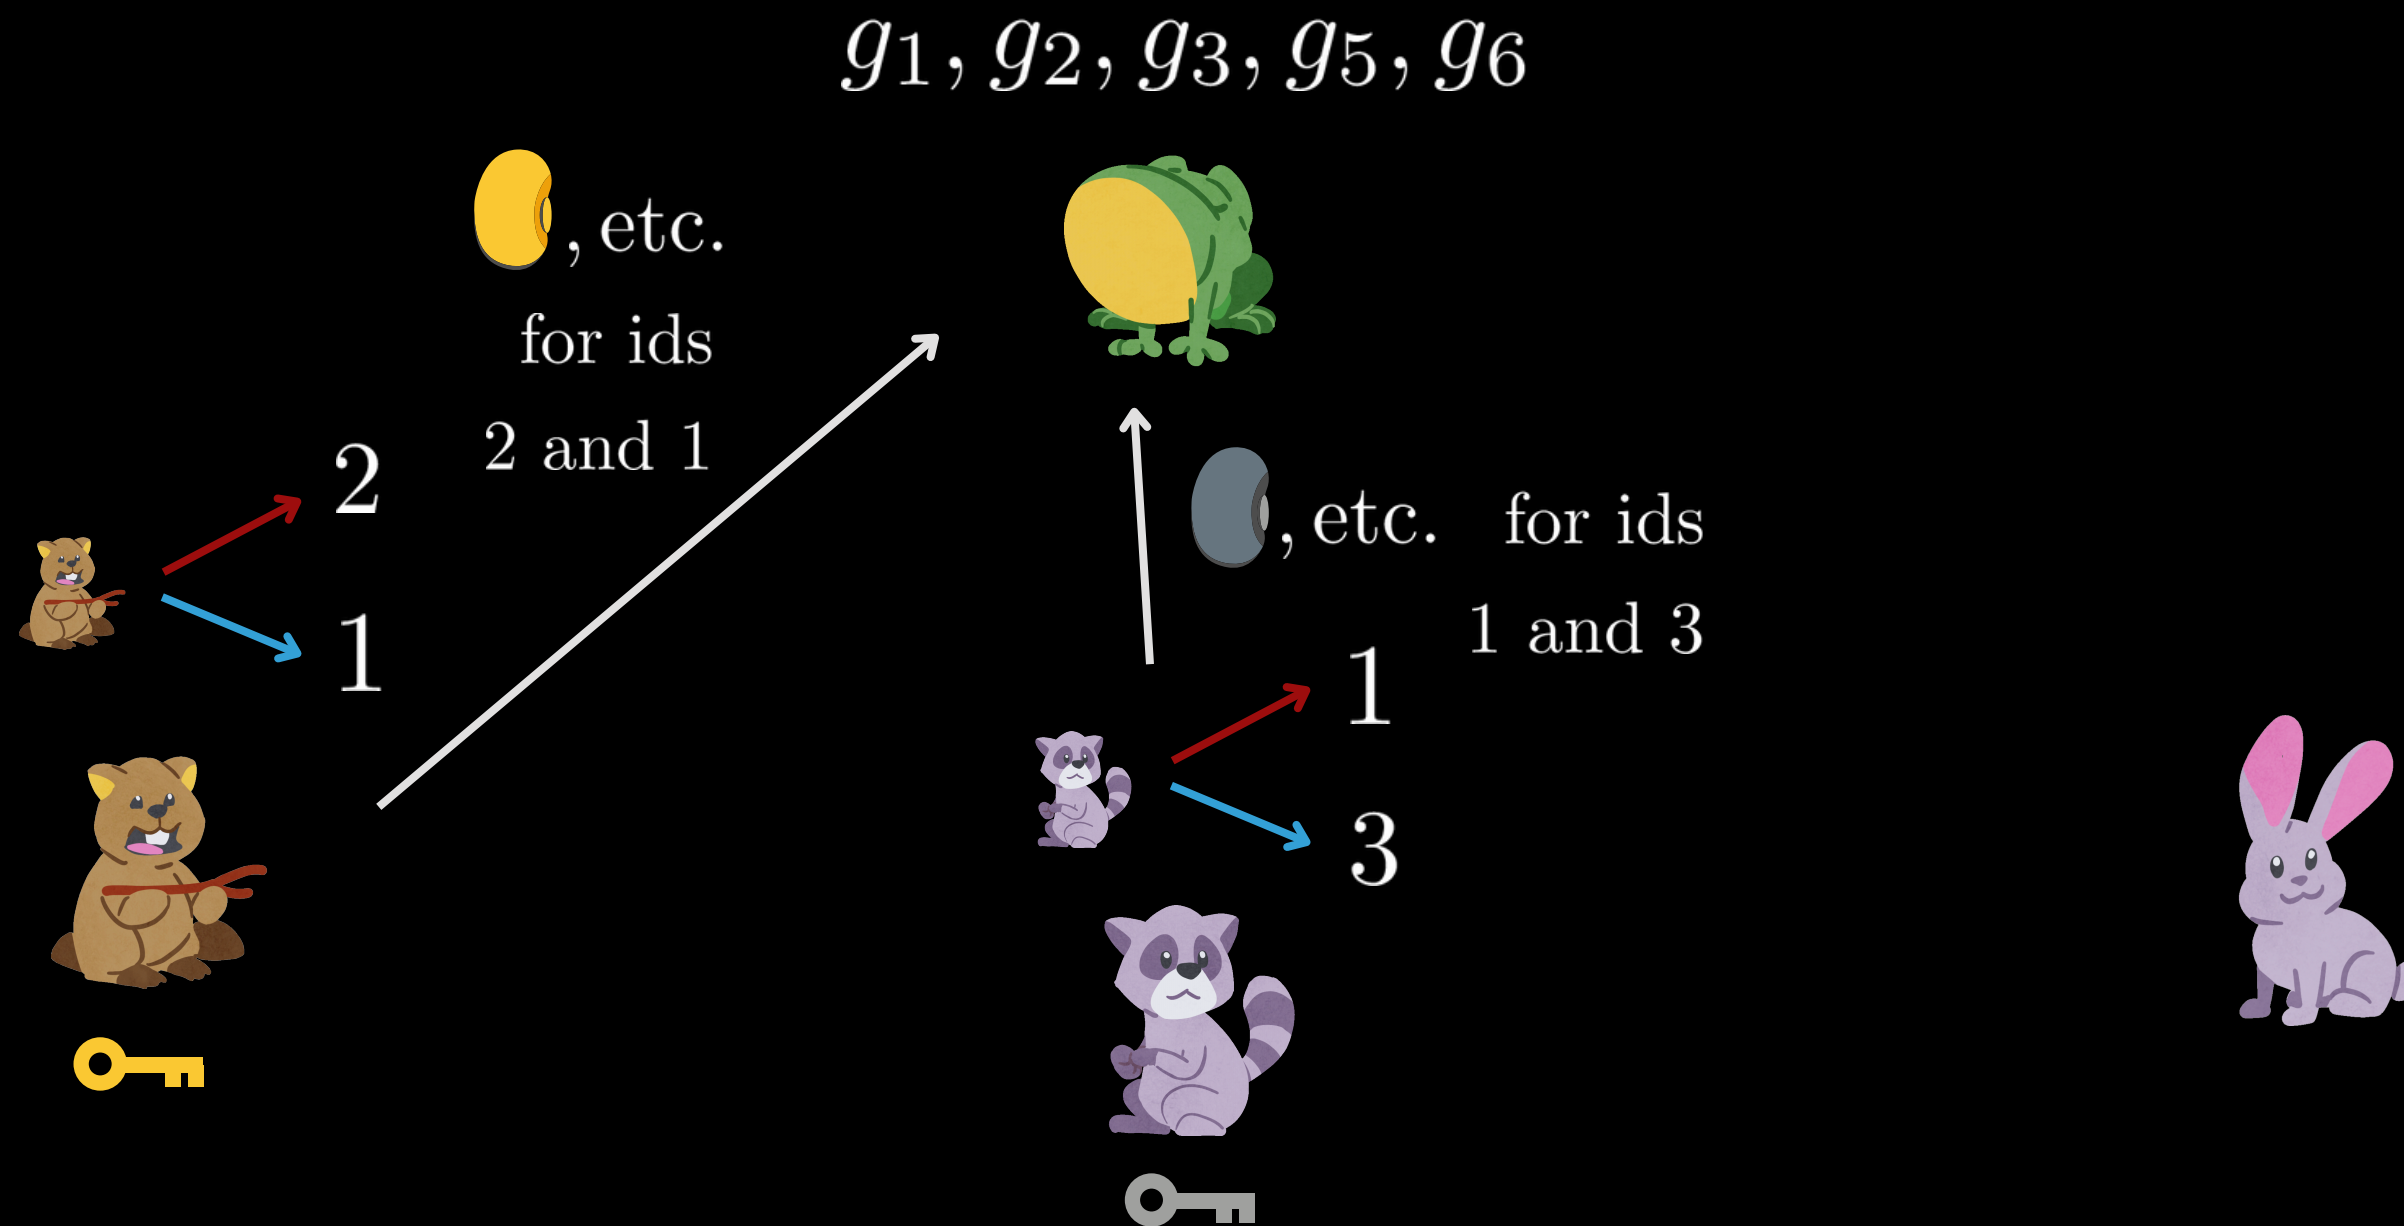 g₁, g₂, g₃, g₅, g₆
, etc.
for ids
2 and 1
2
1
, etc. for ids
1 and 3
1
3